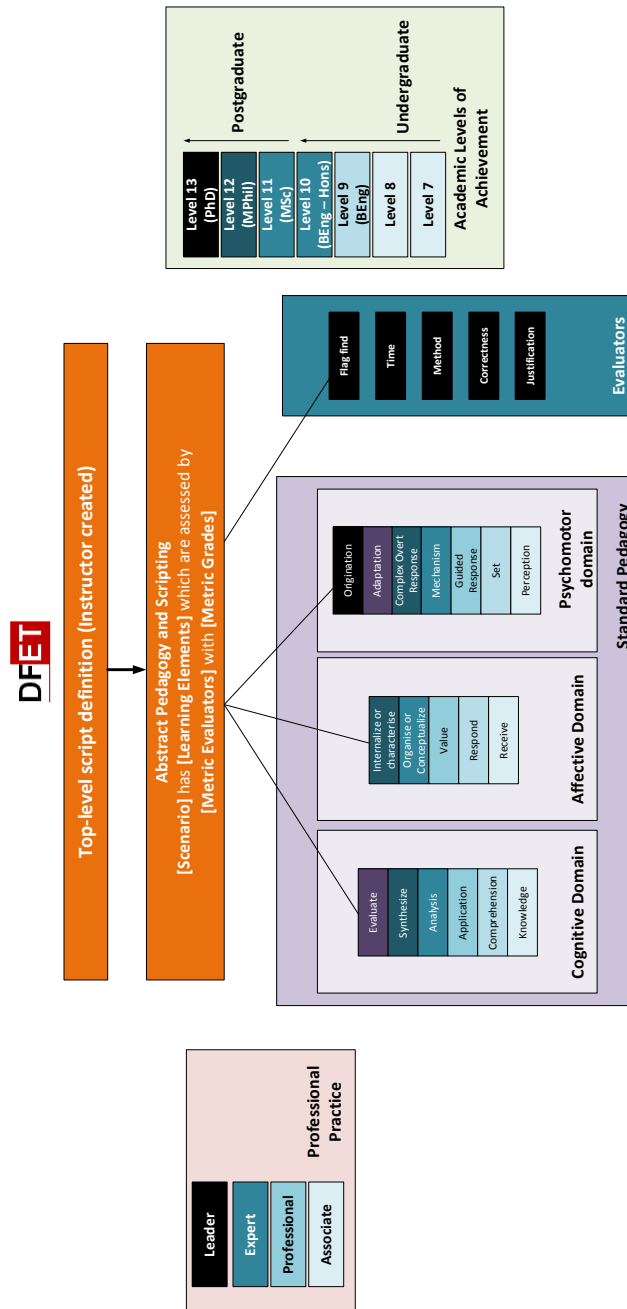 DFET
Top-level script definition (Instructor created)
Abstract Pedagogy and Scripting
[Scenario] has [Learning Elements] which are assessed by
[Metric Evaluators] with [Metric Grades]
Leader
Expert
Professional
Associate
Professional
Practice
Evaluate
Synthesize
Analysis
Application
Comprehension
Knowledge
Cognitive Domain
Internalize or
characterise
Organise or
Conceptualize
Value
Respond
Receive
Affective Domain
Origination
Adaptation
Complex Overt
Response
Mechanism
Guided
Response
Set
Perception
Psychomotor
domain
Standard Pedagogy
Flag find
Time
Method
Correctness
Justification
Evaluators
Level 13
(PhD)
Level 12
(MPhil)
Level 11
(MSc)
Level 10
(BEng – Hons)
Level 9
(BEng)
Level 8
Level 7
Postgraduate
Undergraduate
Academic Levels of
Achievement